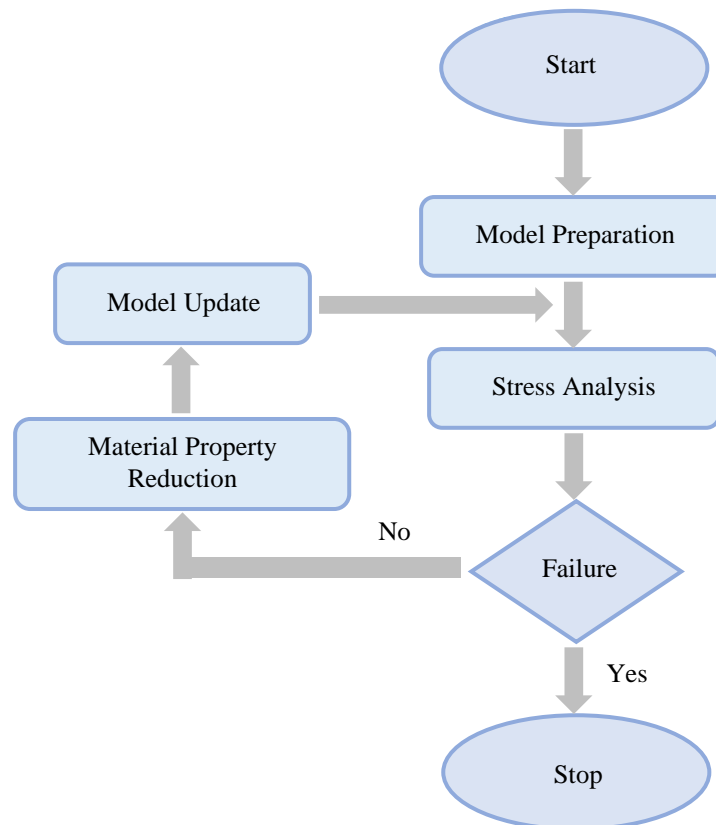 Start
Model Preparation
Model Update
Stress Analysis
Material Property
Reduction
No
Failure
Yes
Stop